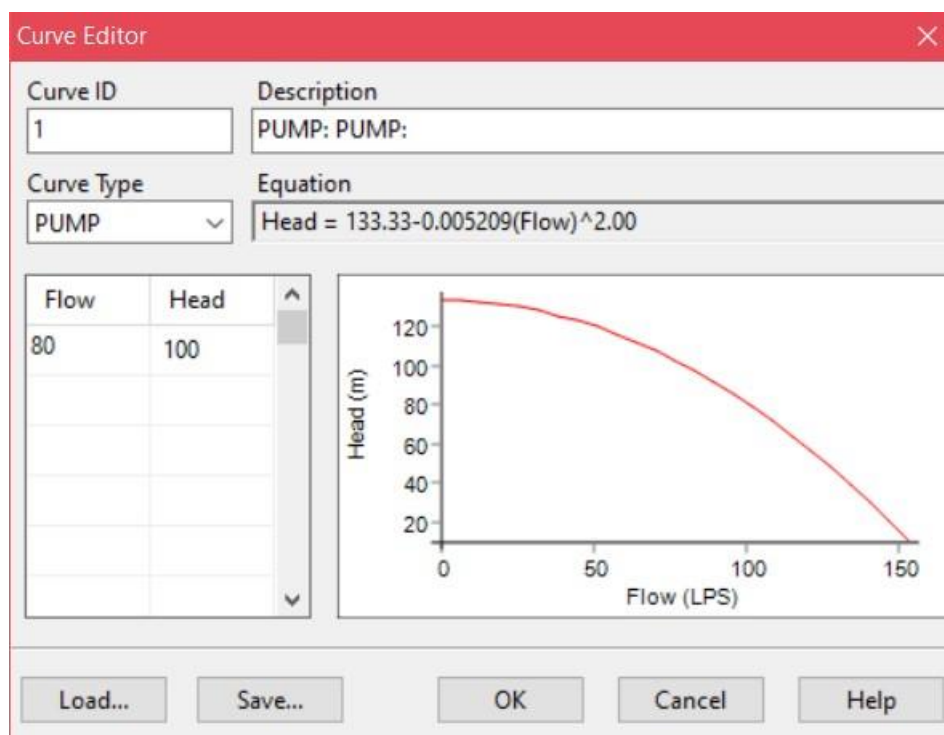 Curve Editor
Curve ID
Description
1
PUMP: PUMP:
Curve Type
Equation
PUMP
Head = 133.33-0.005209(Flow)^2.00
Flow Head
80 100
120
100
80
60
40
20
Head (m)
0 50 100 150
Flow (LPS)
Load... Save... OK Cancel Help